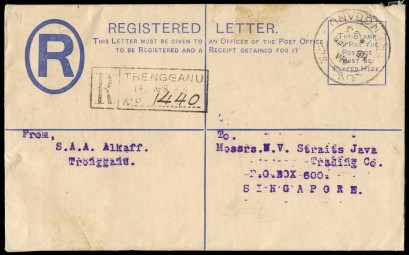 REGISTERED LETTER.
THIS LETTER MUST BE GIVEN TO AN OFFICER OF THE POST OFFICE
TO BE REGISTERED AND A RECEIPT OBTAINED FOR IT.
R
THE STAMP
TO PAY THE
POSTAGE
MUST BE
PLACED HERE
R
TRENGGANU
No 1440
From,
S.A.A. Alkaff.
Trengganu.
To.
Messrs.N.V. Straits Java
Trading Co.
P.O.BOX 600.
SINGAPORE.